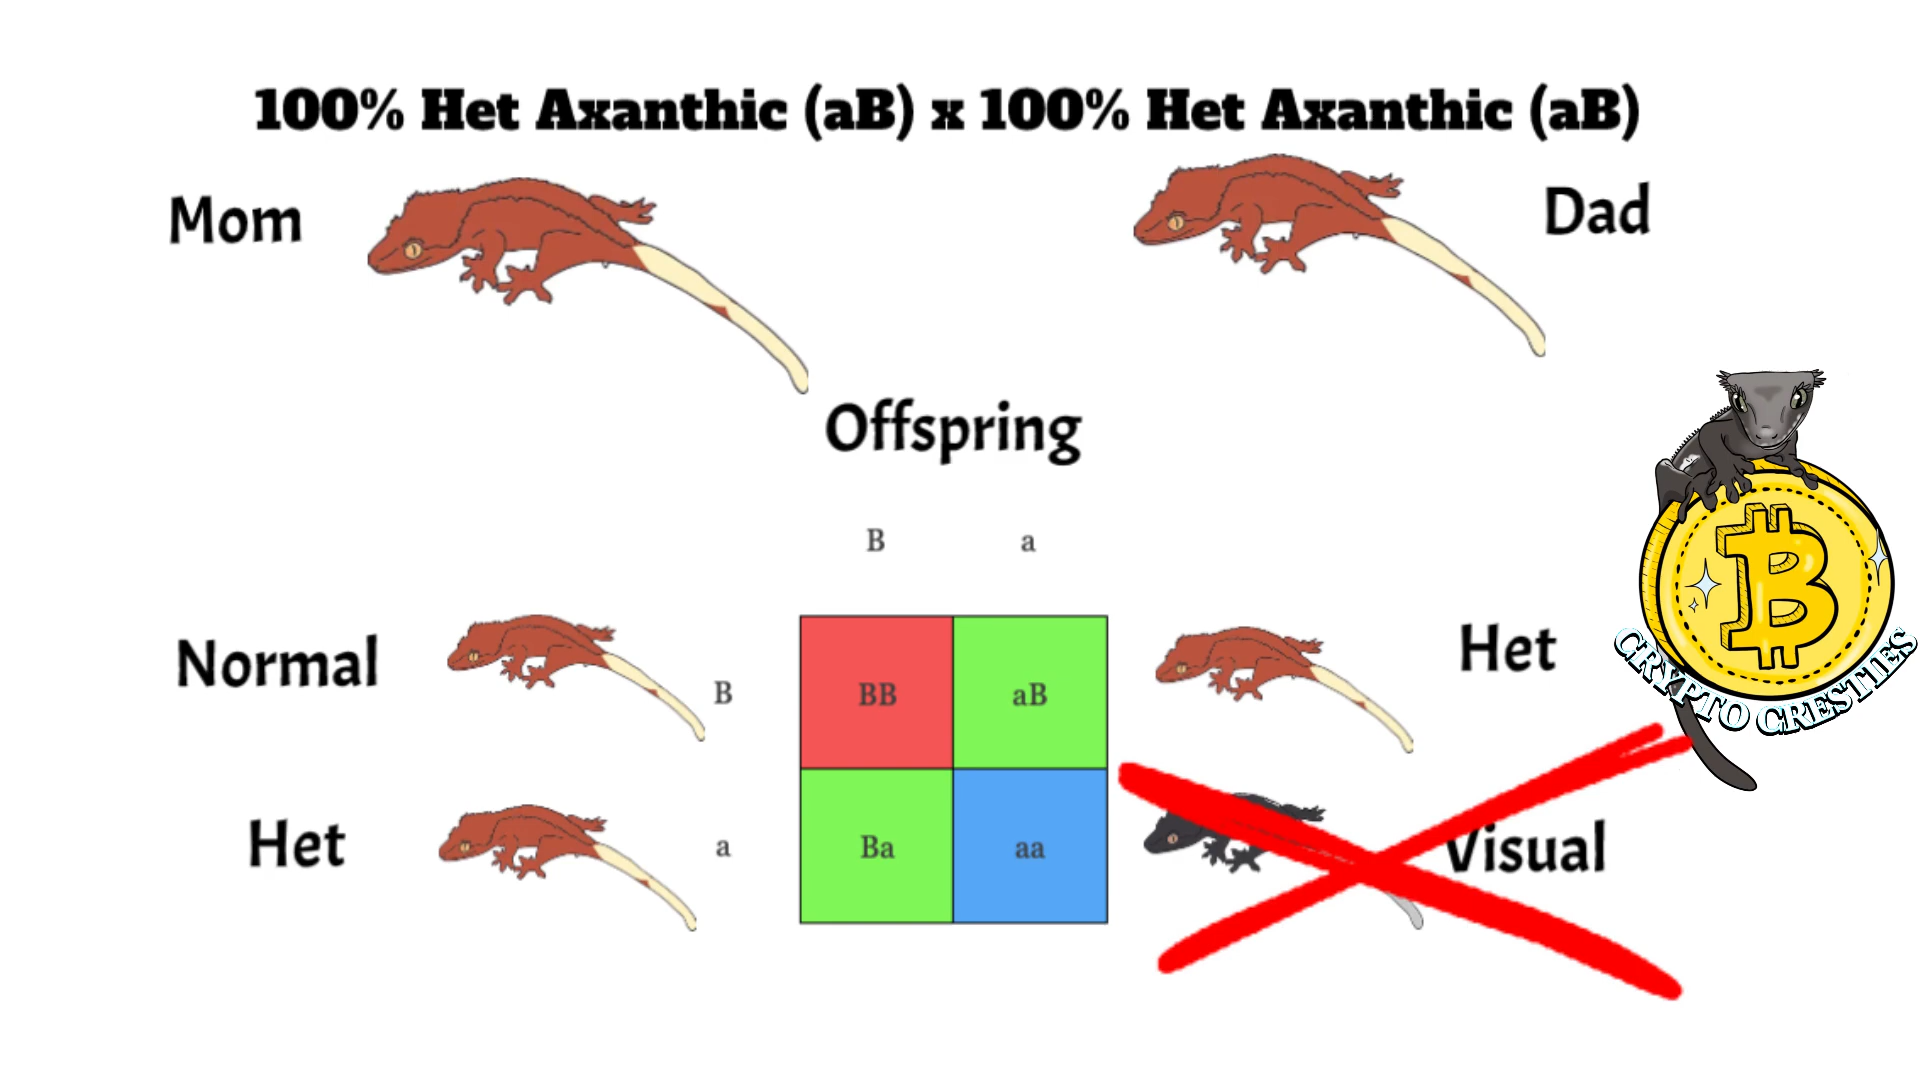 100% Het Axanthic (aB) x 100% Het Axanthic (aB)
Mom
Dad
Offspring
B a
Normal
B
BB
aB
Het
Het
a
Ba
aa
Visual
CRYPTO CRESTIES